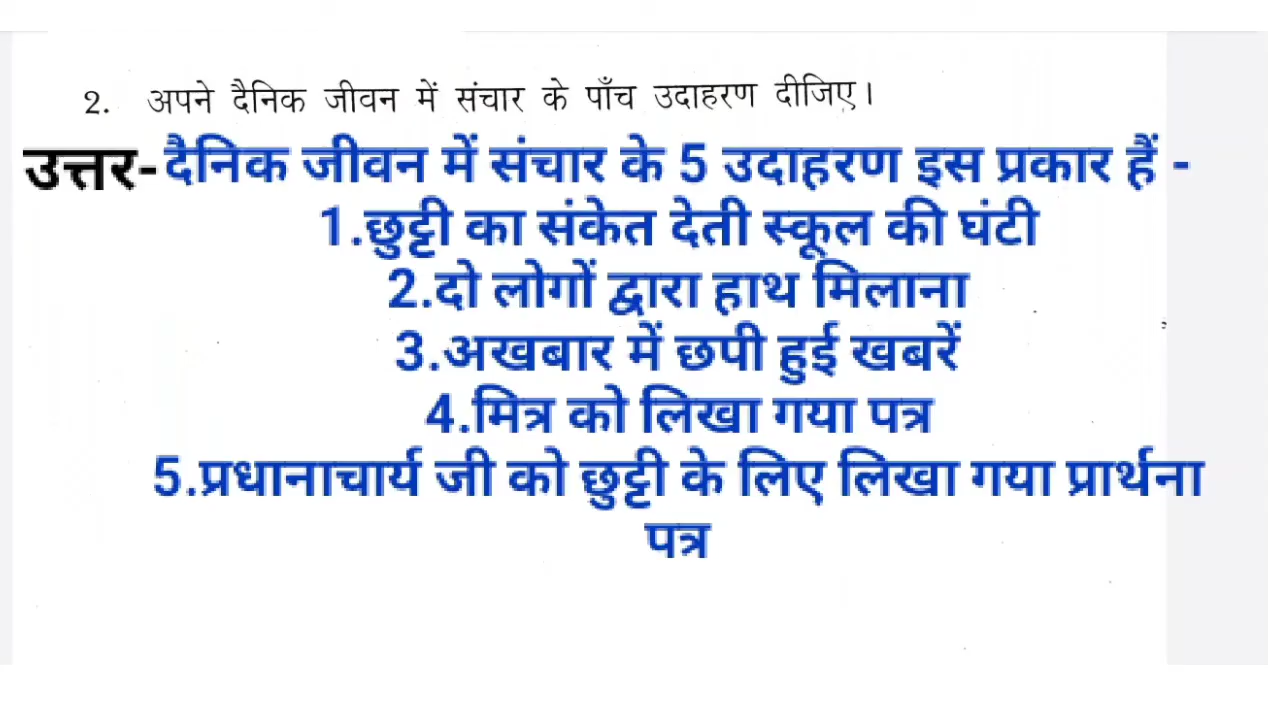 2. अपने दैनिक जीवन में संचार के पाँच उदाहरण दीजिए।
उत्तर-दैनिक जीवन में संचार के 5 उदाहरण इस प्रकार हैं -
1.छुट्टी का संकेत देती स्कूल की घंटी
2.दो लोगों द्वारा हाथ मिलाना
3.अखबार में छपी हुई खबरें
4.मित्र को लिखा गया पत्र
5.प्रधानाचार्य जी को छुट्टी के लिए लिखा गया प्रार्थना
पत्र